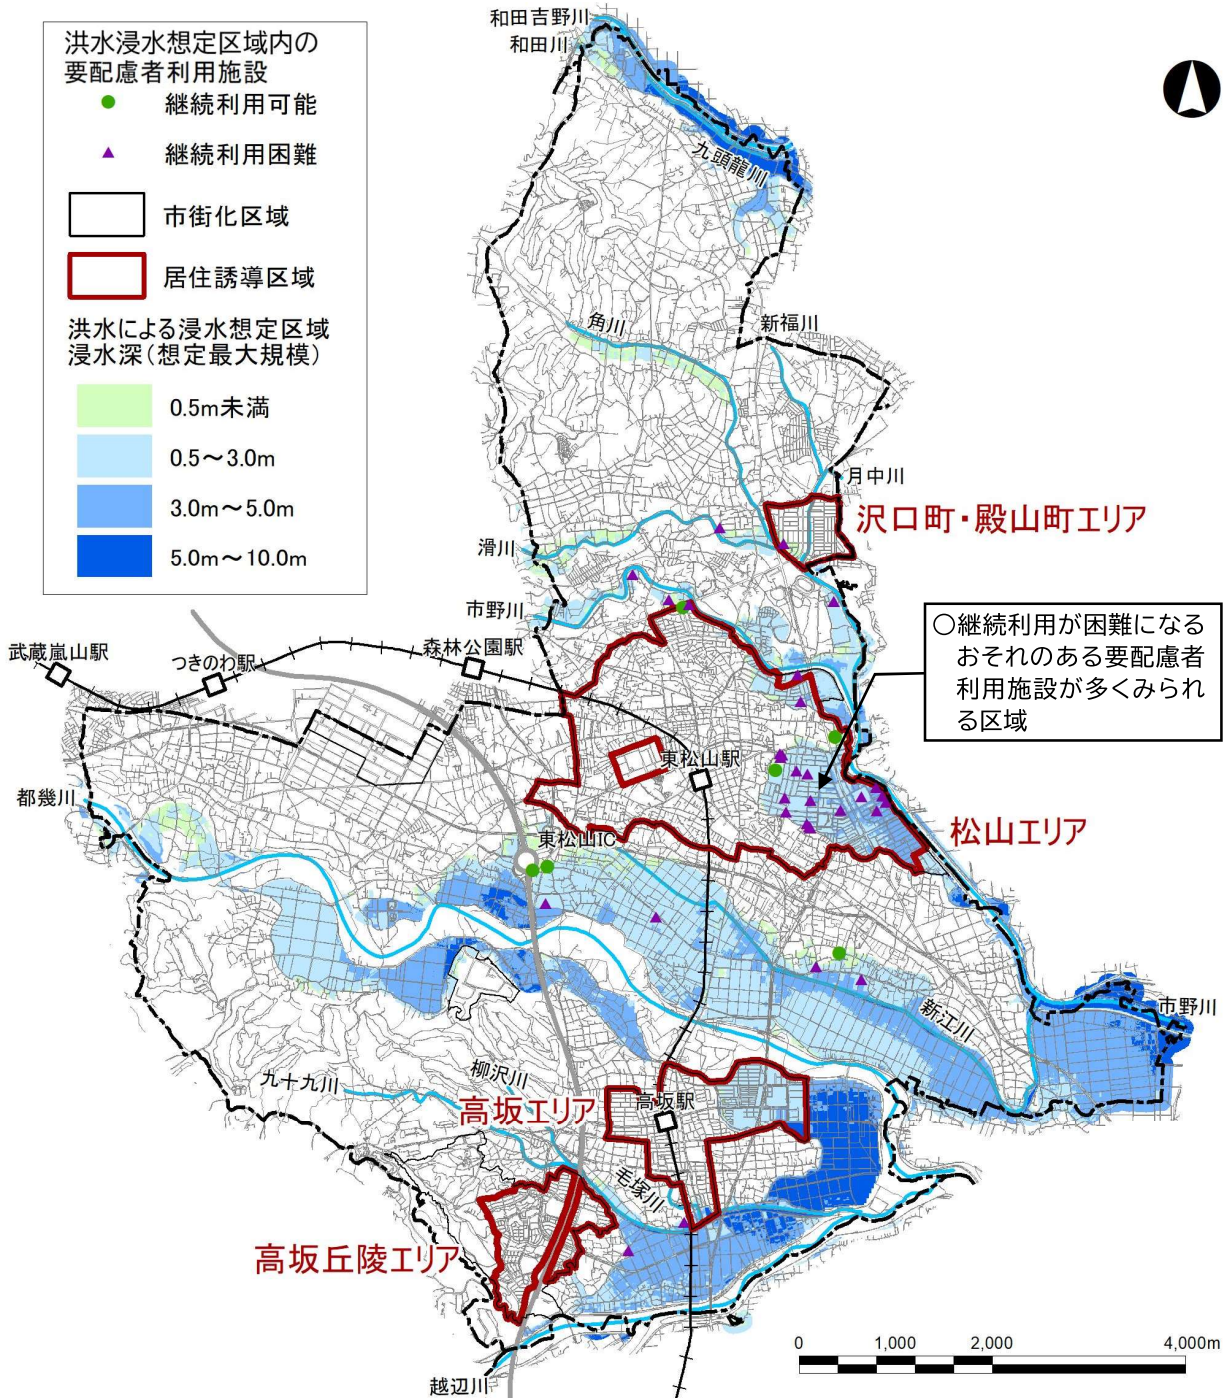 洪水浸水想定区域内の
要配慮者利用施設
継続利用可能
継続利用困難
市街化区域
居住誘導区域
洪水による浸水想定区域
浸水深(想定最大規模)
0.5m未満
0.5～3.0m
3.0m～5.0m
5.0m～10.0m
和田吉野川
和田川
九頭龍川
角川
新福川
月中川
沢口町・殿山町エリア
滑川
市野川
○継続利用が困難になる
おそれのある要配慮者
利用施設が多くみられ
る区域
武蔵嵐山駅
つきのわ駅
森林公園駅
東松山駅
都幾川
東松山IC
松山エリア
新江川
市野川
九十九川
柳沢川
高坂エリア
高坂駅
毛塚川
高坂丘陵エリア
越辺川
0 1,000 2,000 4,000m